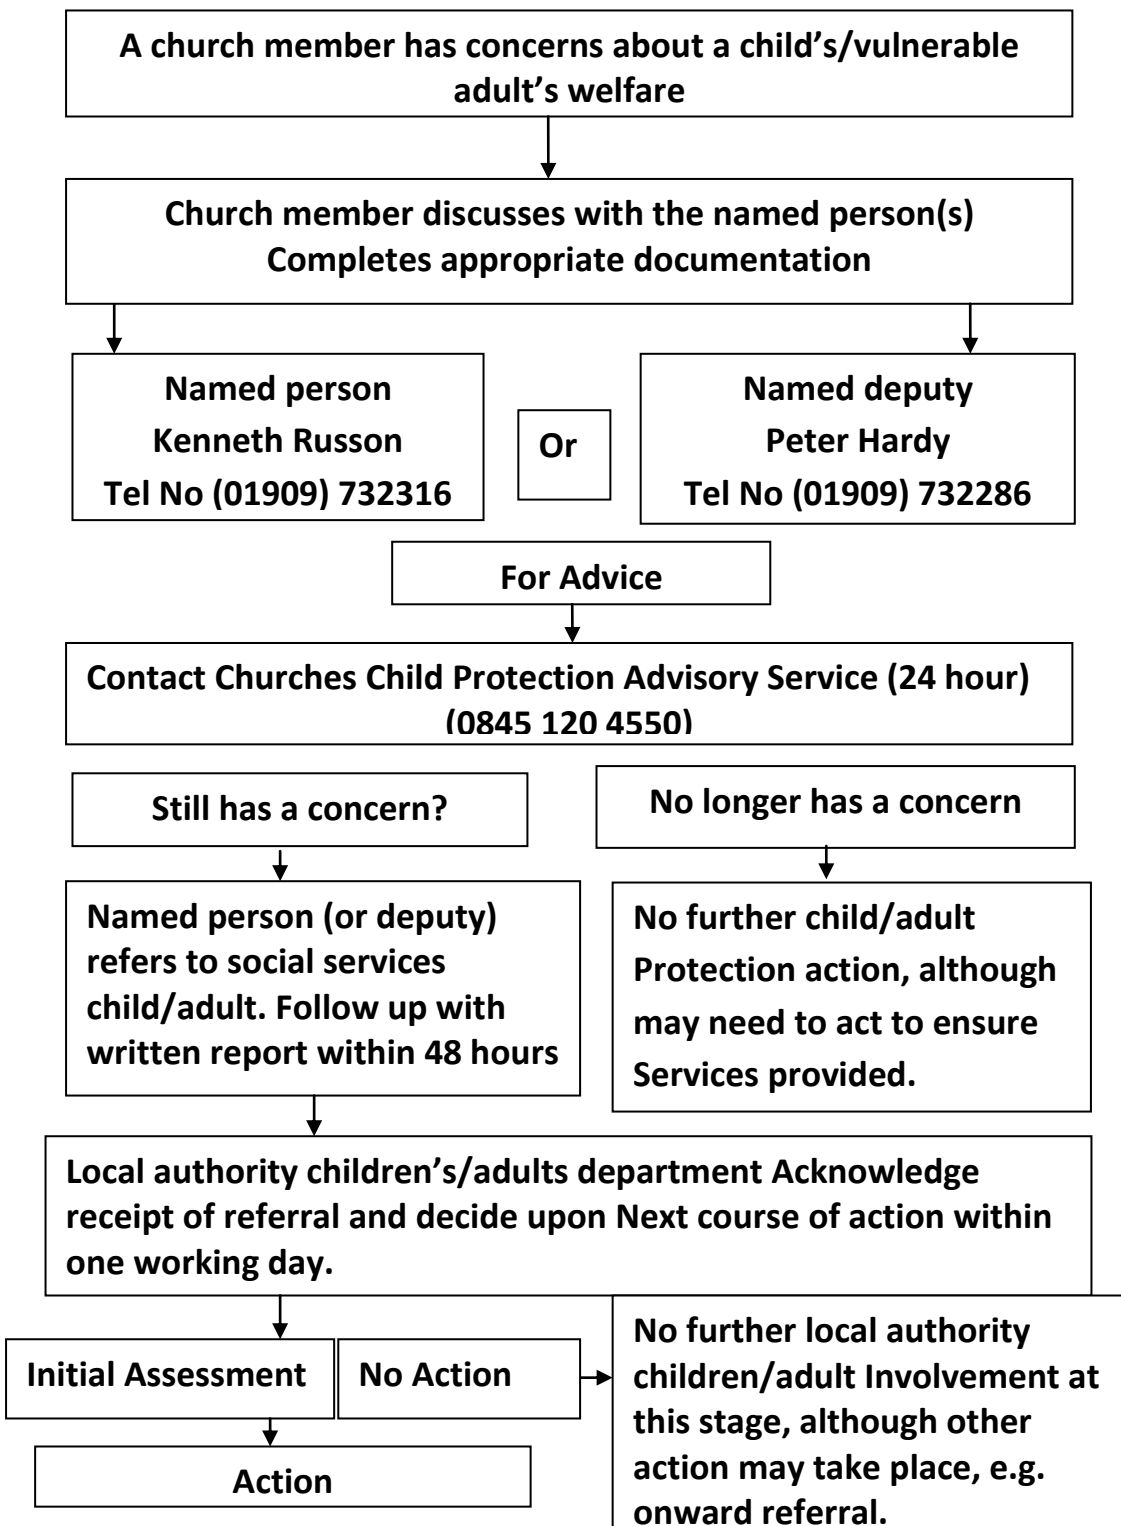 A church member has concerns about a child’s/vulnerable
adult’s welfare
Church member discusses with the named person(s)
Completes appropriate documentation
Named person
Kenneth Russon
Tel No (01909) 732316
Or
Named deputy
Peter Hardy
Tel No (01909) 732286
For Advice
Contact Churches Child Protection Advisory Service (24 hour)
(0845 120 4550)
Still has a concern?
No longer has a concern
Named person (or deputy)
refers to social services
child/adult. Follow up with
written report within 48 hours
No further child/adult
Protection action, although
may need to act to ensure
Services provided.
Local authority children’s/adults department Acknowledge
receipt of referral and decide upon Next course of action within
one working day.
Initial Assessment
No Action
No further local authority
children/adult Involvement at
this stage, although other
action may take place, e.g.
onward referral.
Action